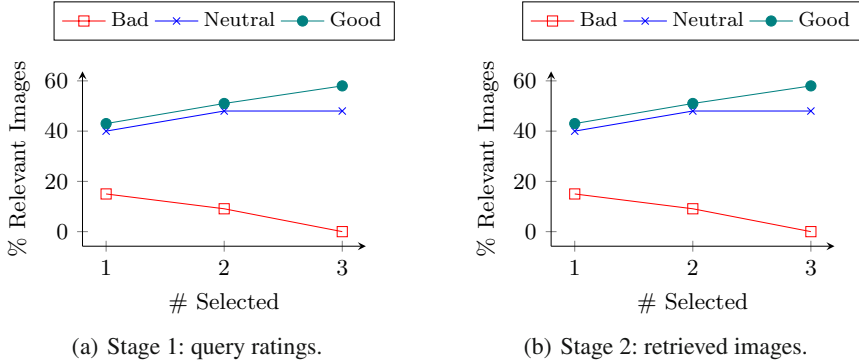 Bad Neutral Good
% Relevant Images
60
40
20
0
1 2 3
# Selected
(a) Stage 1: query ratings.
Bad Neutral Good
% Relevant Images
60
40
20
0
1 2 3
# Selected
(b) Stage 2: retrieved images.